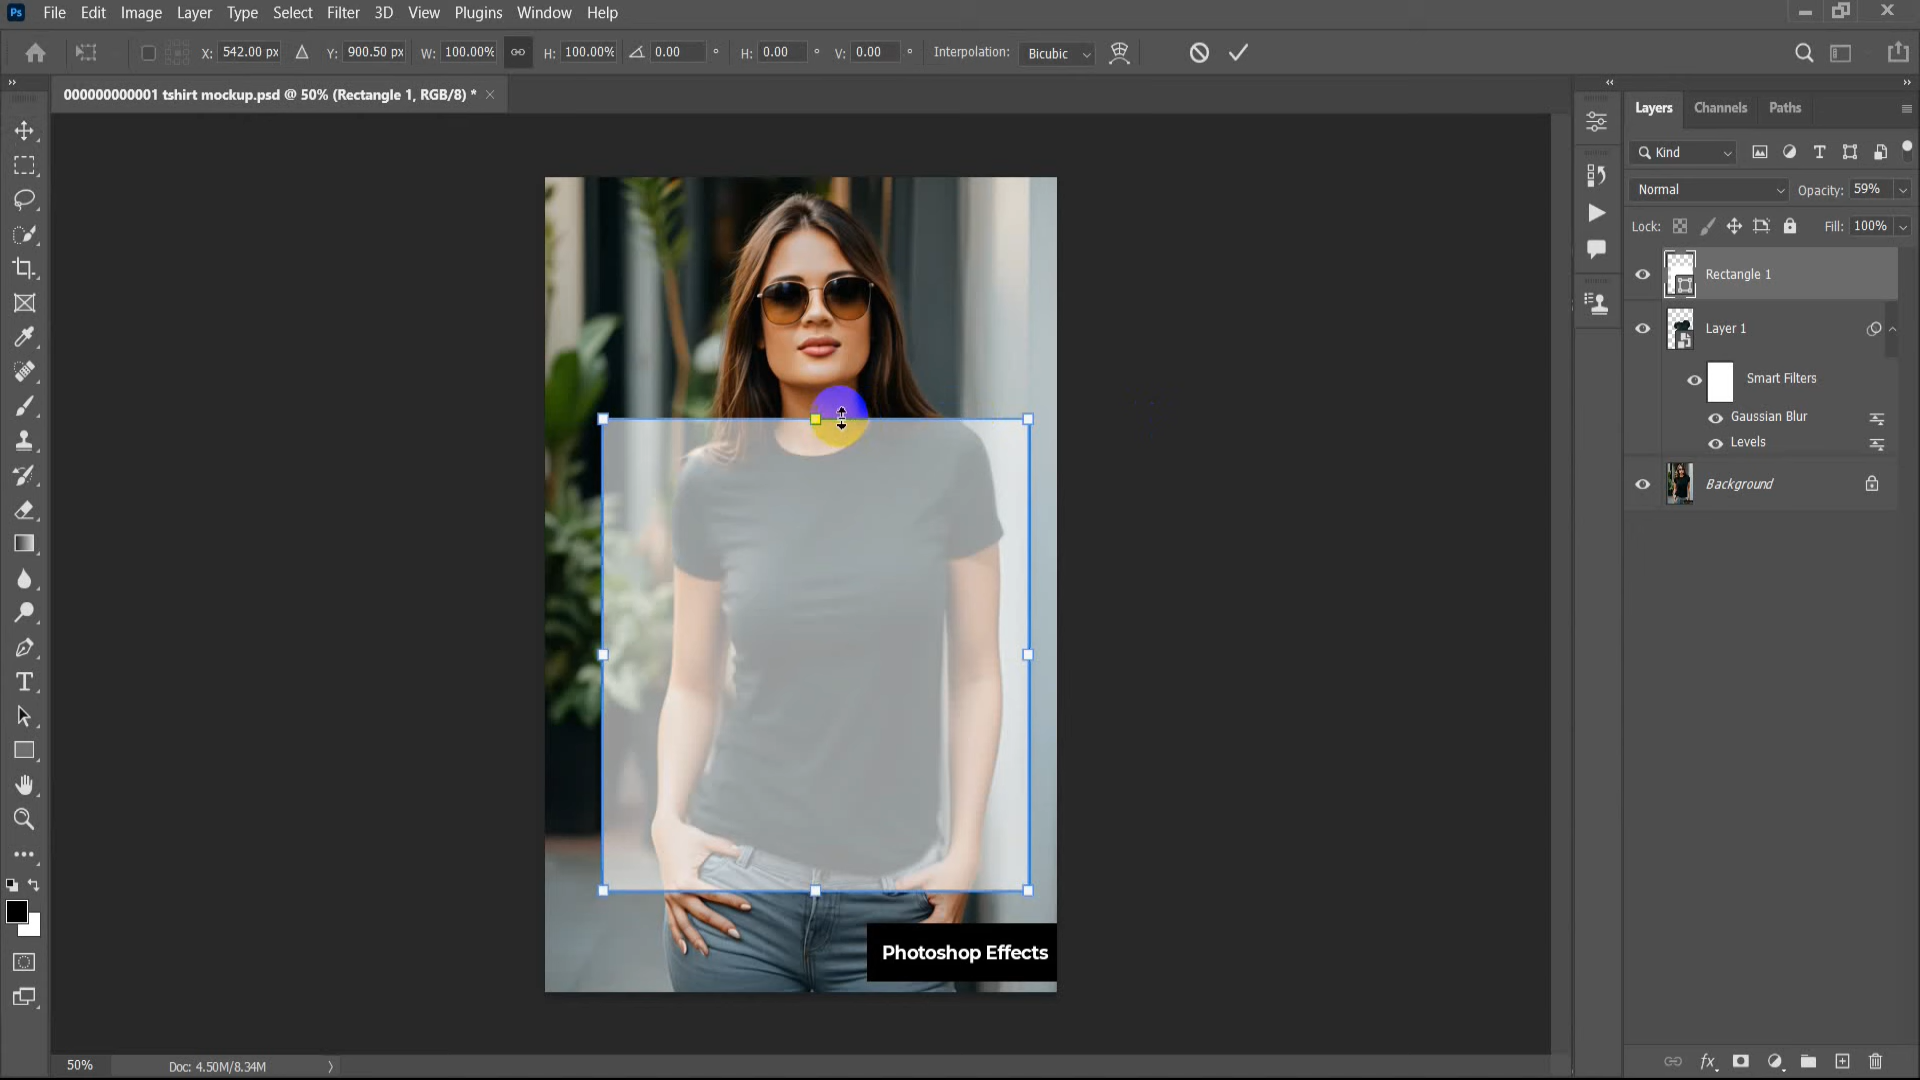 Ps File Edit Image Layer Type Select Filter 3D View Plugins Window Help
X: 542.00 px Y: 900.50 px W: 100.00% H: 100.00% 0.00 ° H: 0.00 ° V: 0.00 ° Interpolation: Bicubic
000000000001 tshirt mockup.psd @ 50% (Rectangle 1, RGB/8) *
Layers Channels Paths
Kind
Normal Opacity: 59%
Lock: Fill: 100%
Rectangle 1
Layer 1
Smart Filters
Gaussian Blur
Levels
Background
Photoshop Effects
50% Doc: 4.50M/8.34M